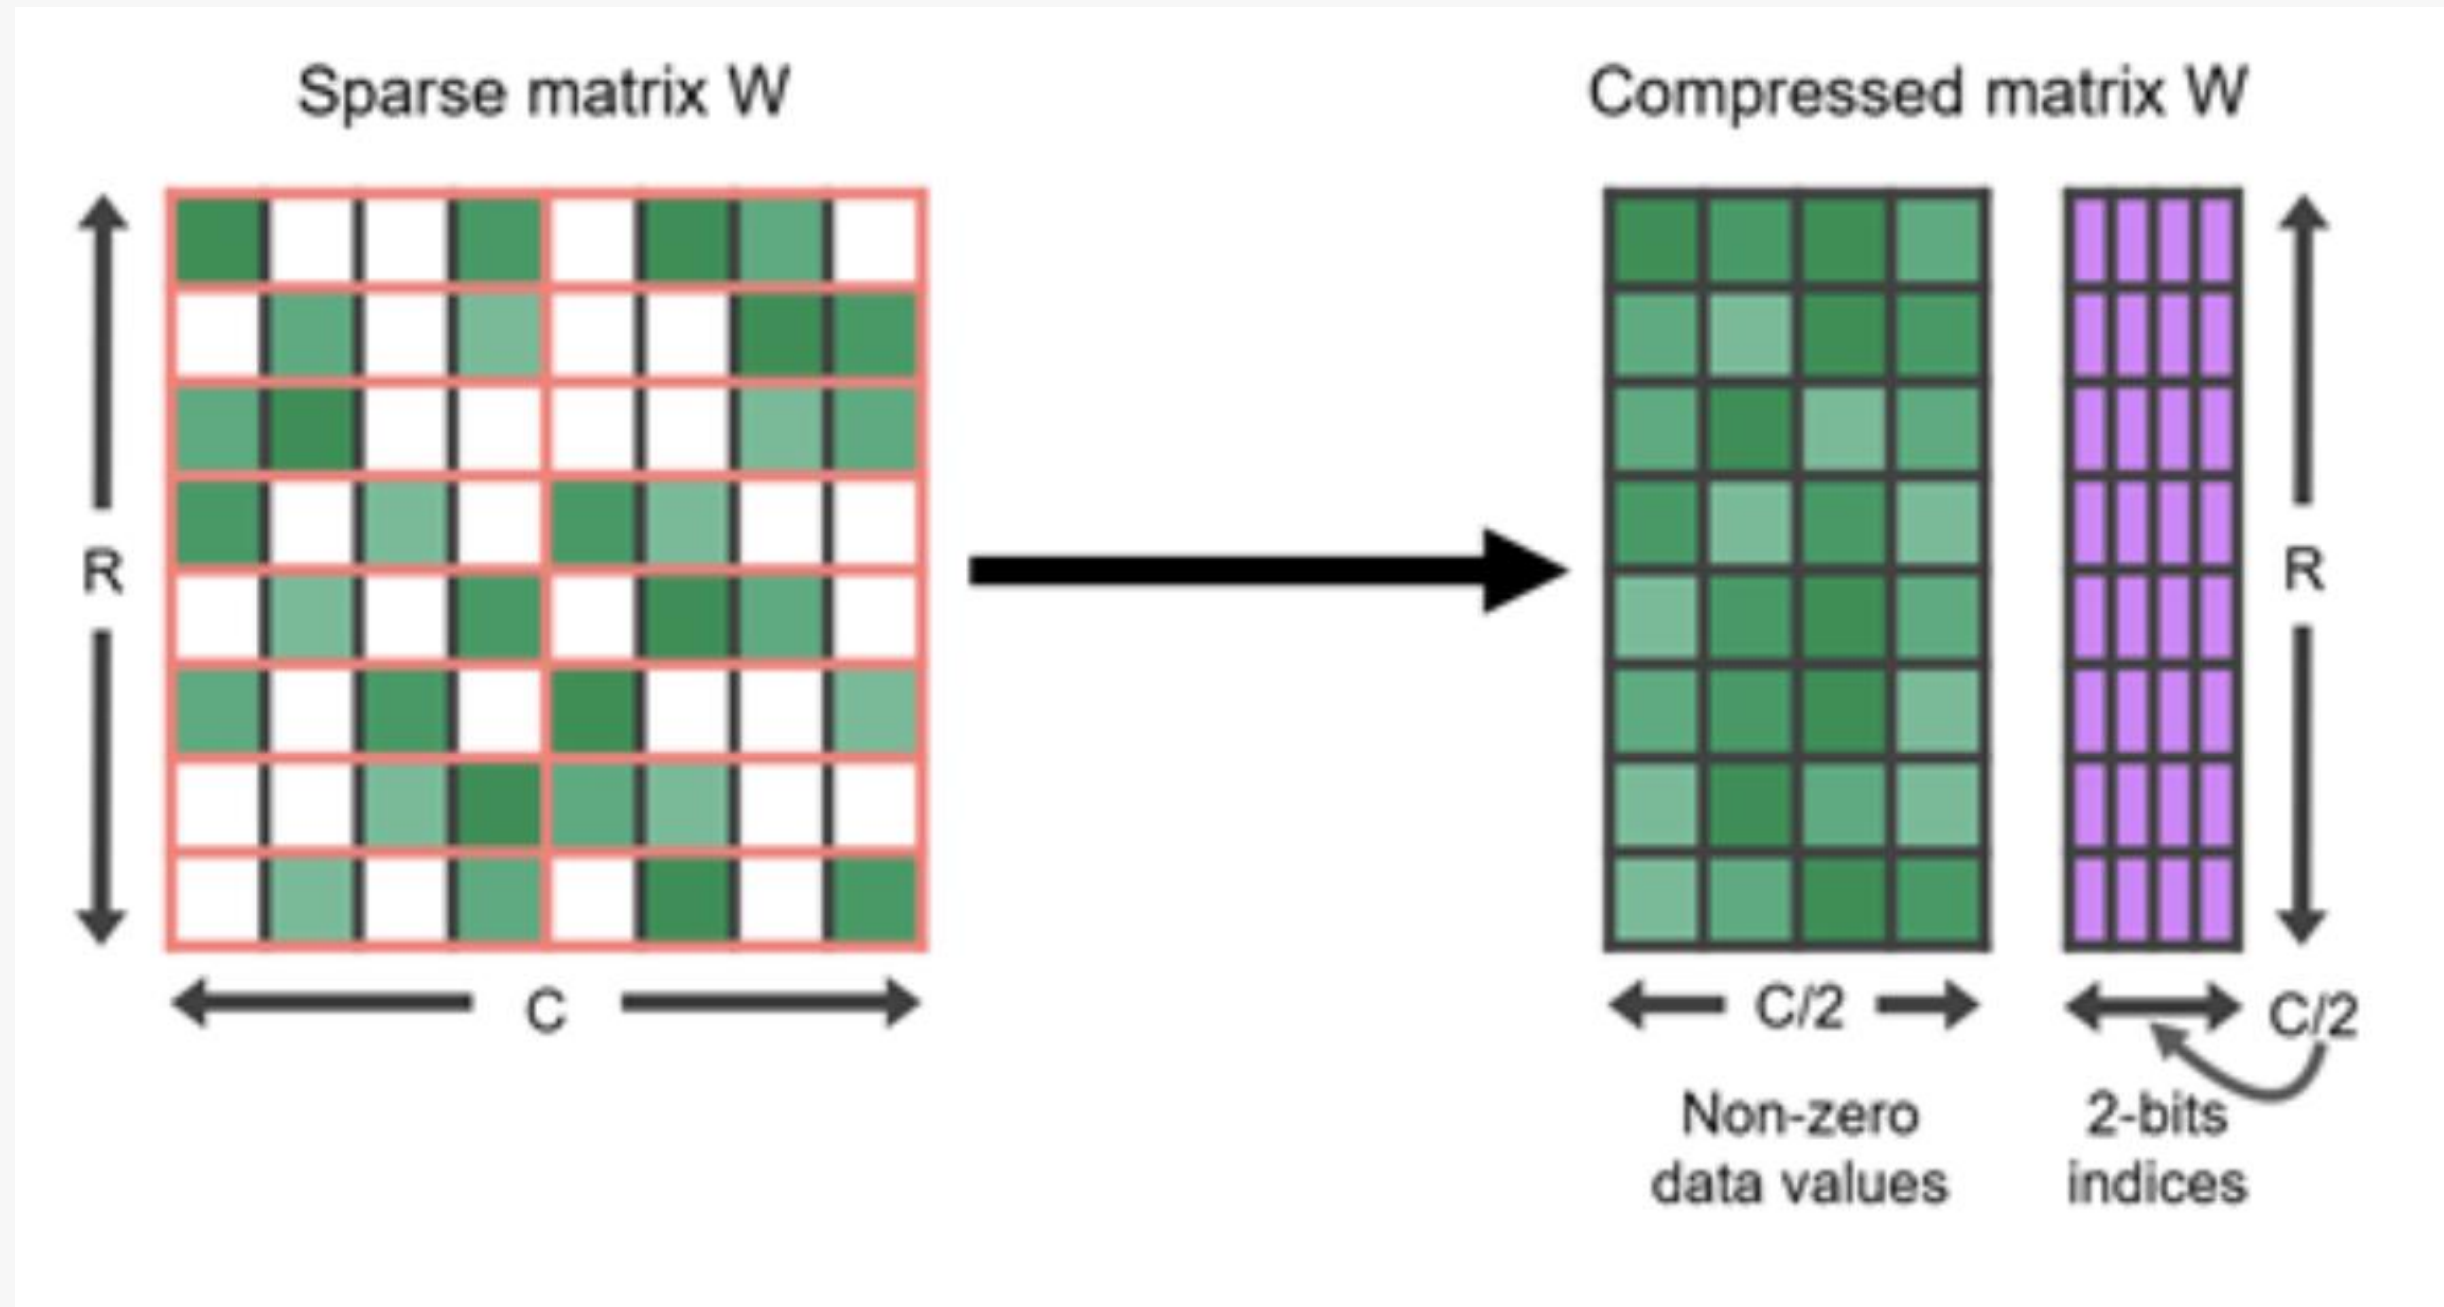 Sparse matrix W
Compressed matrix W
R
R
C
C/2
C/2
Non-zero
data values
2-bits
indices